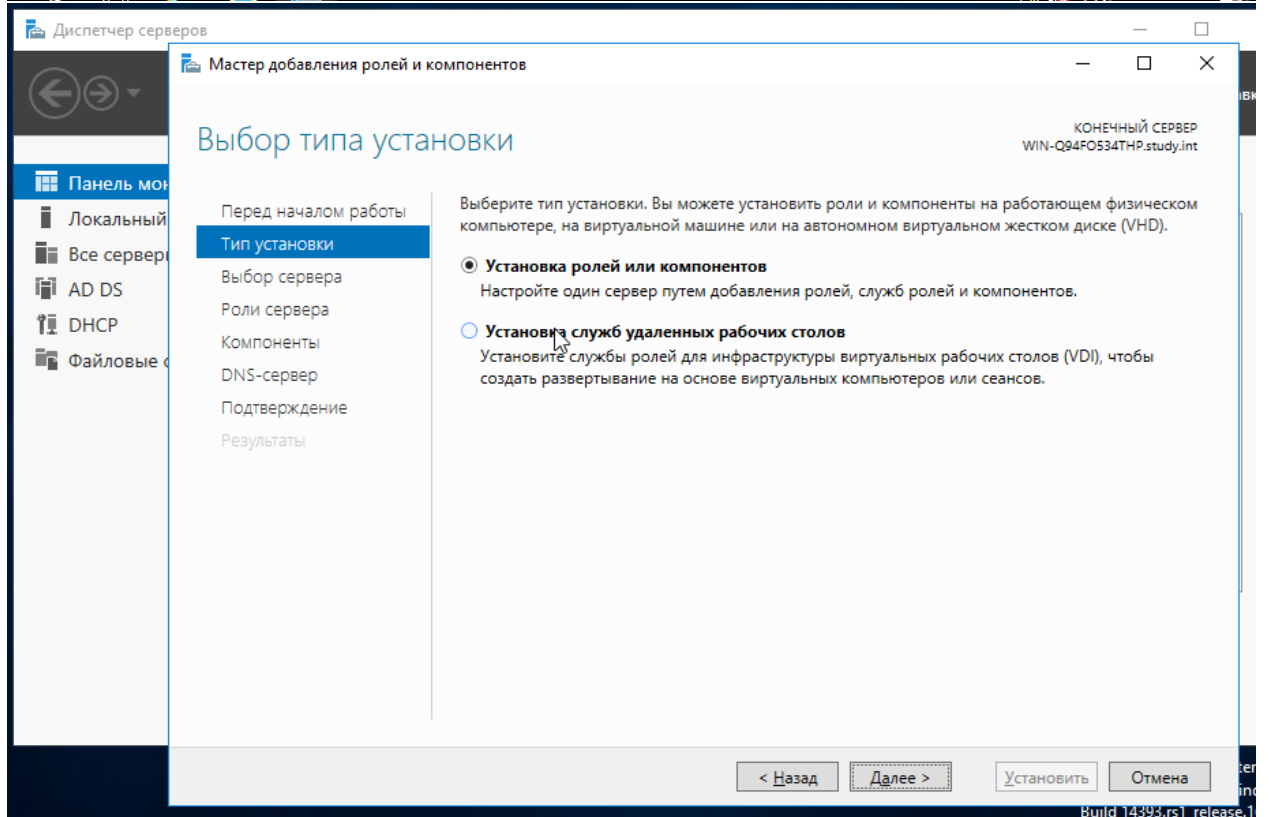 Диспетчер серверов
Мастер добавления ролей и компонентов
Выбор типа установки
КОНЕЧНЫЙ СЕРВЕР
WIN-Q94FO534THP.study.int
Панель
Локальный
Все
AD DS
DHCP
Файловые
Перед началом работы
Тип установки
Выбор сервера
Роли сервера
Компоненты
DNS-сервер
Подтверждение
Результаты
Выберите тип установки. Вы можете установить роли и компоненты на работающем физическом
компьютере, на виртуальной машине или на автономном виртуальном жестком диске (VHD).
Установка ролей или компонентов
Настройте один сервер путем добавления ролей, служб ролей и компонентов.
Установка служб удаленных рабочих столов
Установите службы ролей для инфраструктуры виртуальных рабочих столов (VDI), чтобы
создать развертывание на основе виртуальных компьютеров или сеансов.
< Назад
Далее >
Установить
Отмена
Build 14393.rs1_release.1